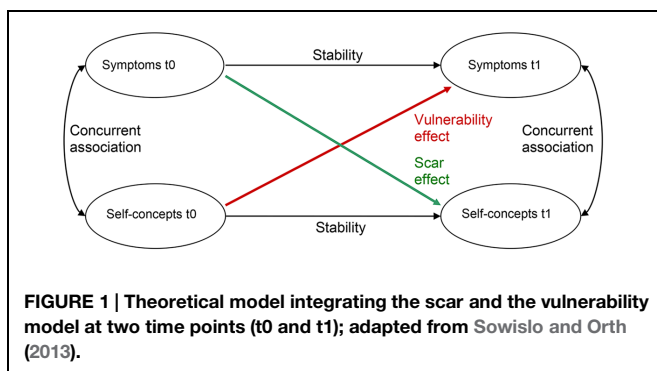 Symptoms t0
Stability
Symptoms t1
Concurrent
association
Vulnerability
effect
Concurrent
association
Scar
effect
Self-concepts t0
Stability
Self-concepts t1
FIGURE 1 | Theoretical model integrating the scar and the vulnerability
model at two time points (t0 and t1); adapted from Sowislo and Orth
(2013).